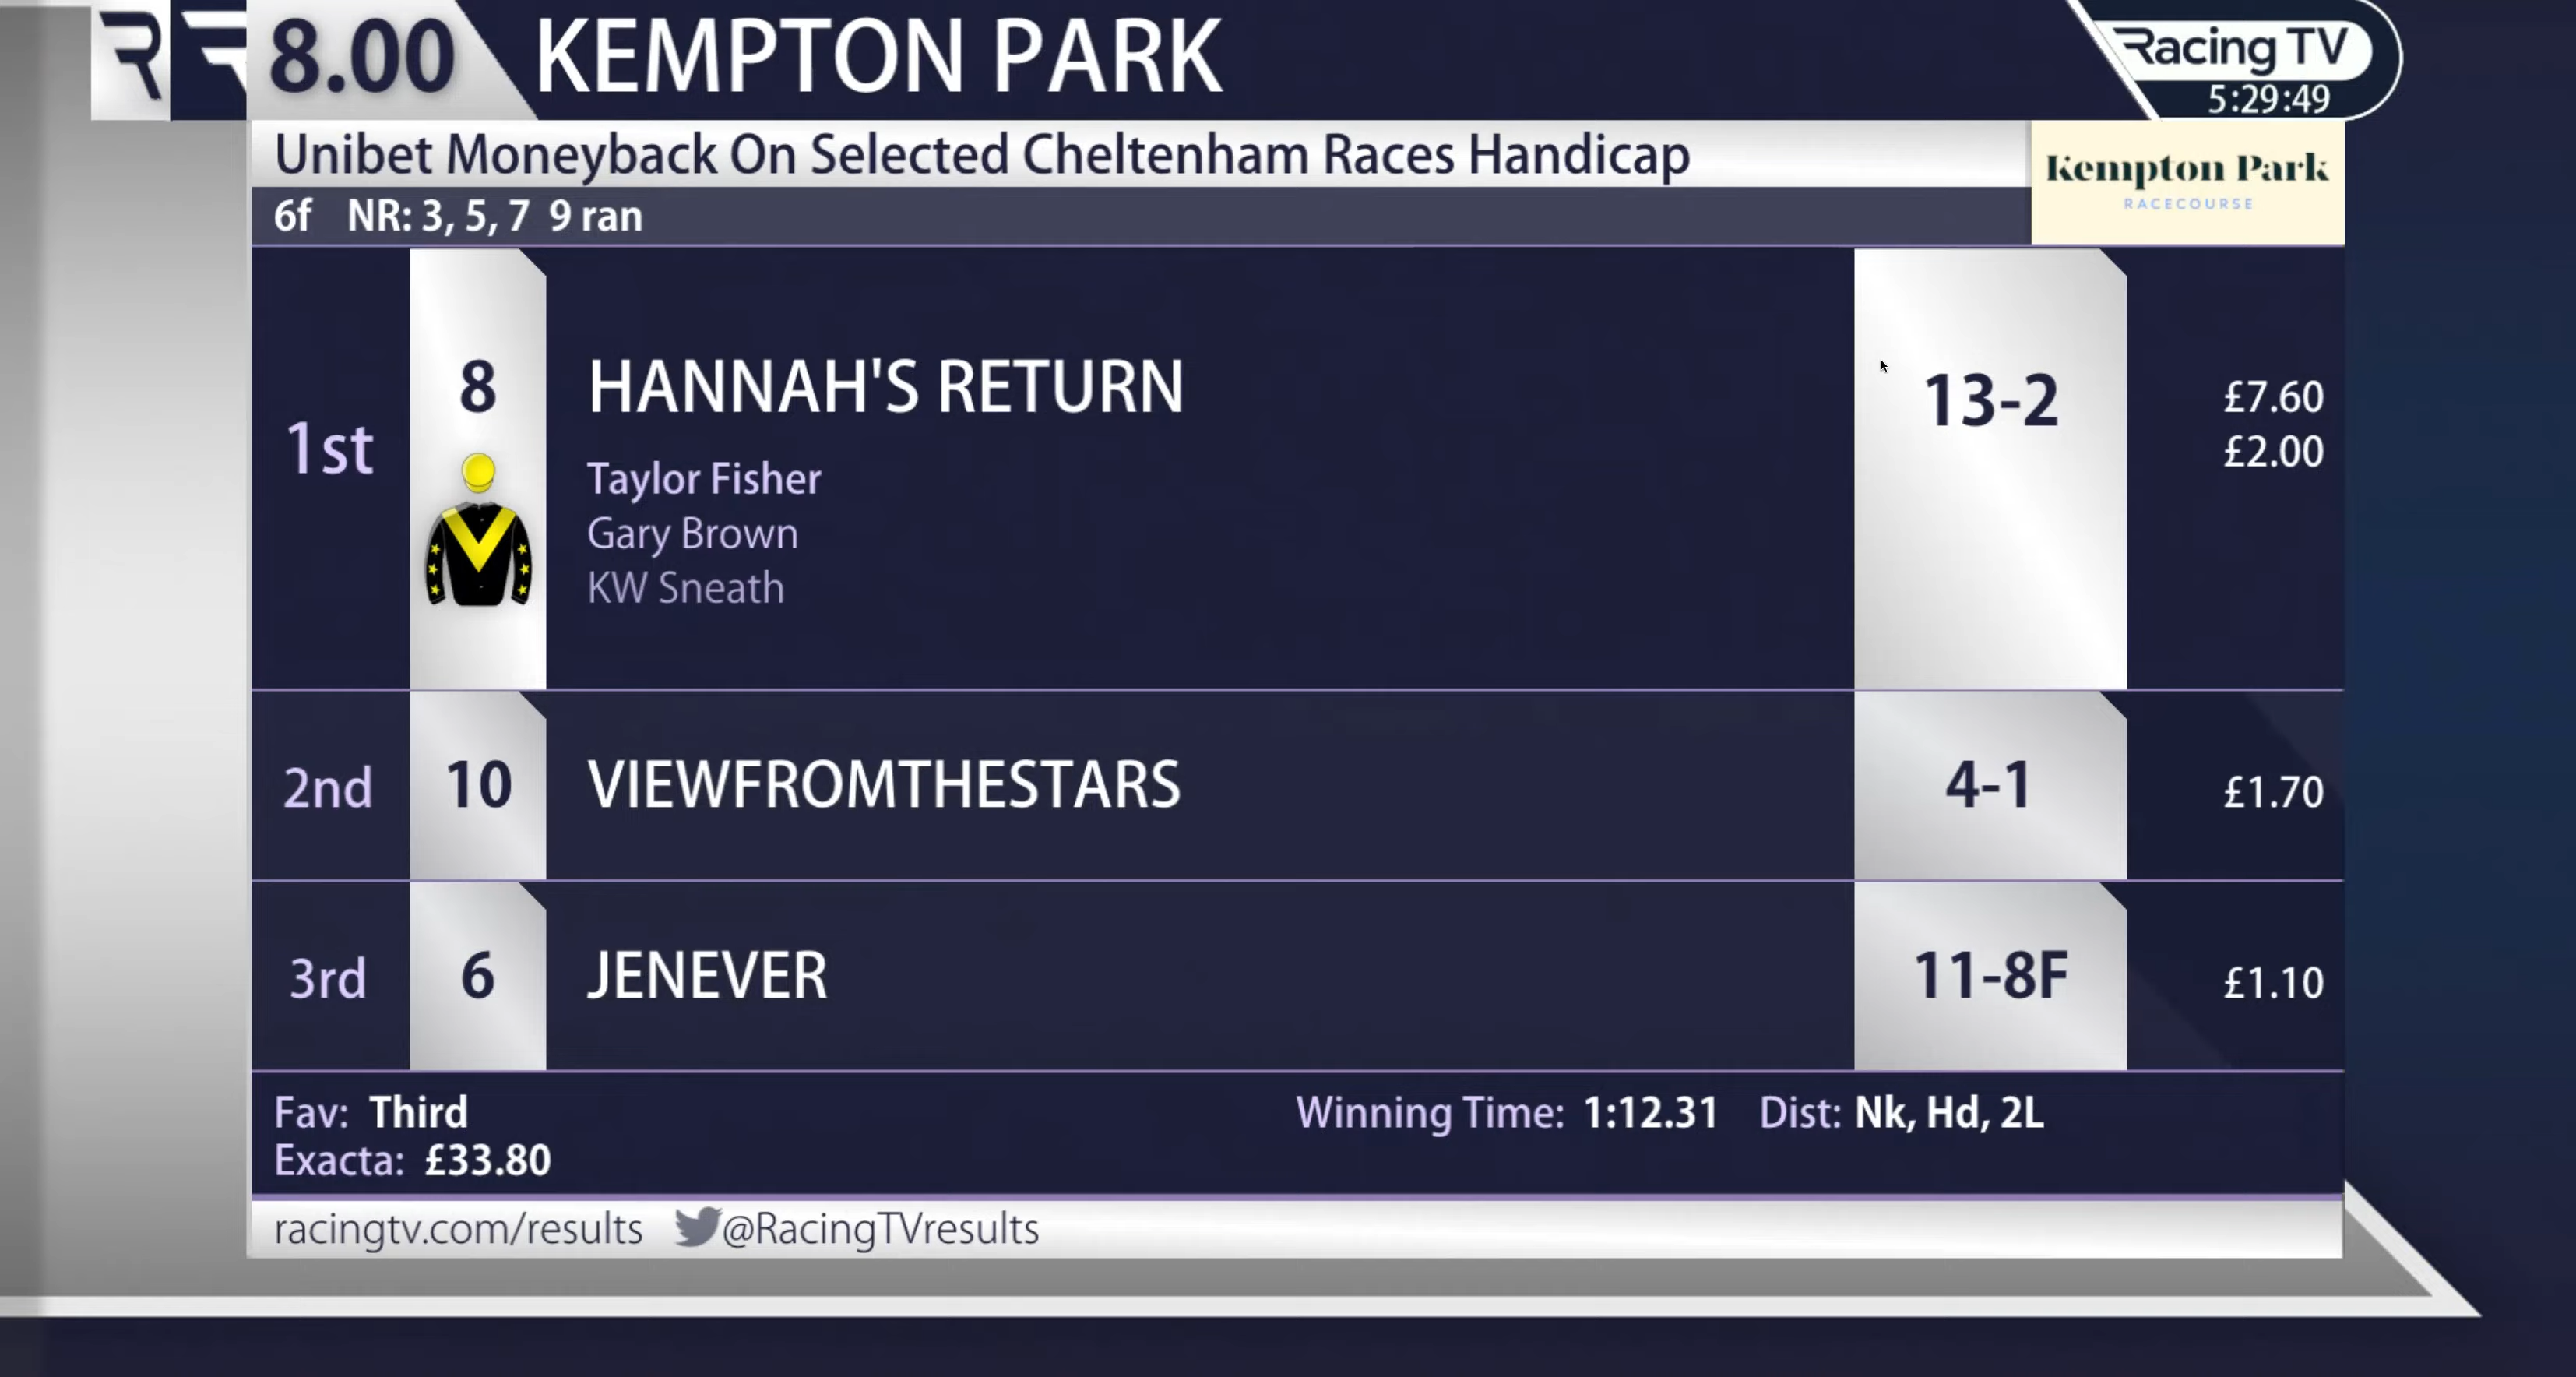 8.00 KEMPTON PARK
Racing TV
5:29:49
Unibet Moneyback On Selected Cheltenham Races Handicap
Kempton Park
RACECOURSE
6f NR: 3, 5, 7 9 ran
1st 8 HANNAH'S RETURN 13-2 £7.60
£2.00
Taylor Fisher
Gary Brown
KW Sneath
2nd 10 VIEWFROMTHESTARS 4-1 £1.70
3rd 6 JENEVER 11-8F £1.10
Fav: Third Winning Time: 1:12.31 Dist: Nk, Hd, 2L
Exacta: £33.80
racingtv.com/results @RacingTVresults